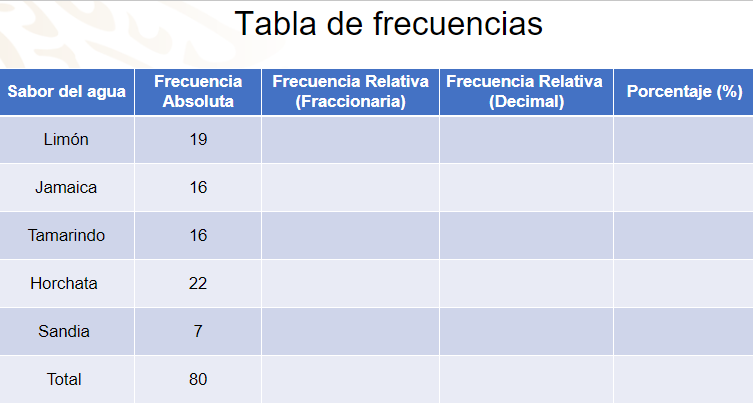 Tabla de frecuencias
Sabor del agua
Frecuencia
Absoluta
Frecuencia Relativa
(Fraccionaria)
Frecuencia Relativa
(Decimal)
Porcentaje (%)
Limón 19
Jamaica 16
Tamarindo 16
Horchata 22
Sandia 7
Total 80